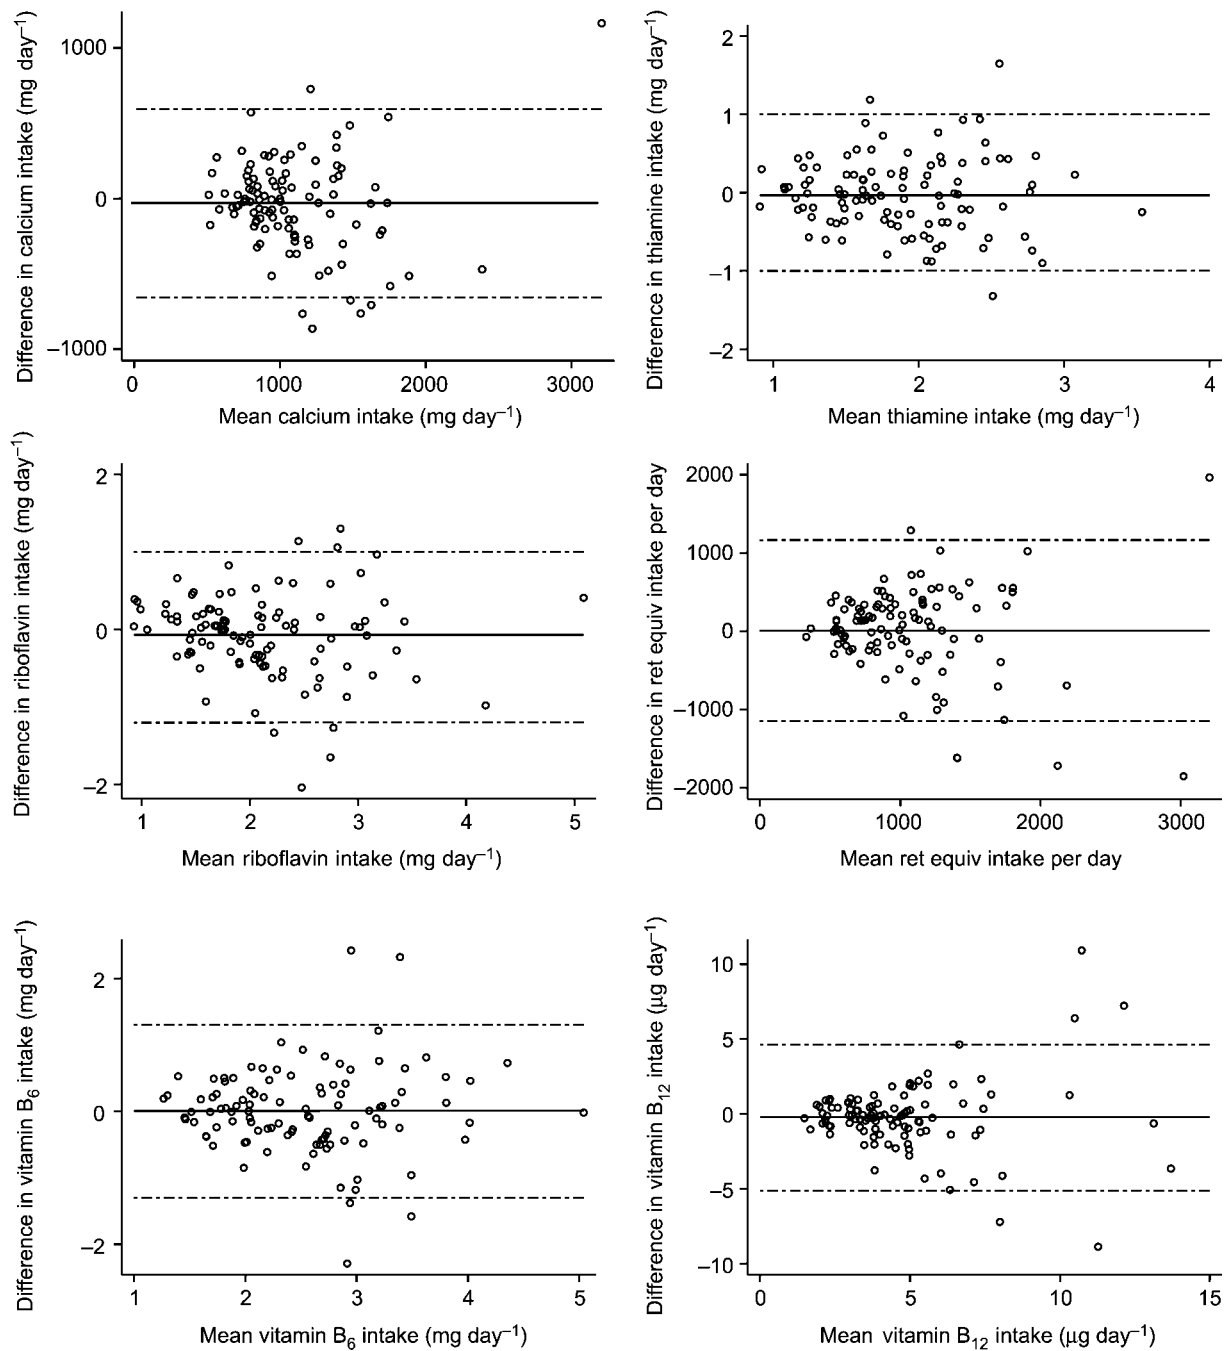 Difference in calcium intake (mg day⁻¹)
1000
0
−1000
0 1000 2000 3000
Mean calcium intake (mg day⁻¹)
Difference in thiamine intake (mg day⁻¹)
2
1
0
−1
−2
1 2 3 4
Mean thiamine intake (mg day⁻¹)
Difference in riboflavin intake (mg day⁻¹)
2
0
−2
1 2 3 4 5
Mean riboflavin intake (mg day⁻¹)
Difference in ret equiv intake per day
2000
1000
0
−1000
−2000
0 1000 2000 3000
Mean ret equiv intake per day
Difference in vitamin B₆ intake (mg day⁻¹)
2
0
−2
1 2 3 4 5
Mean vitamin B₆ intake (mg day⁻¹)
Difference in vitamin B₁₂ intake (μg day⁻¹)
10
5
0
−5
−10
0 5 10 15
Mean vitamin B₁₂ intake (μg day⁻¹)